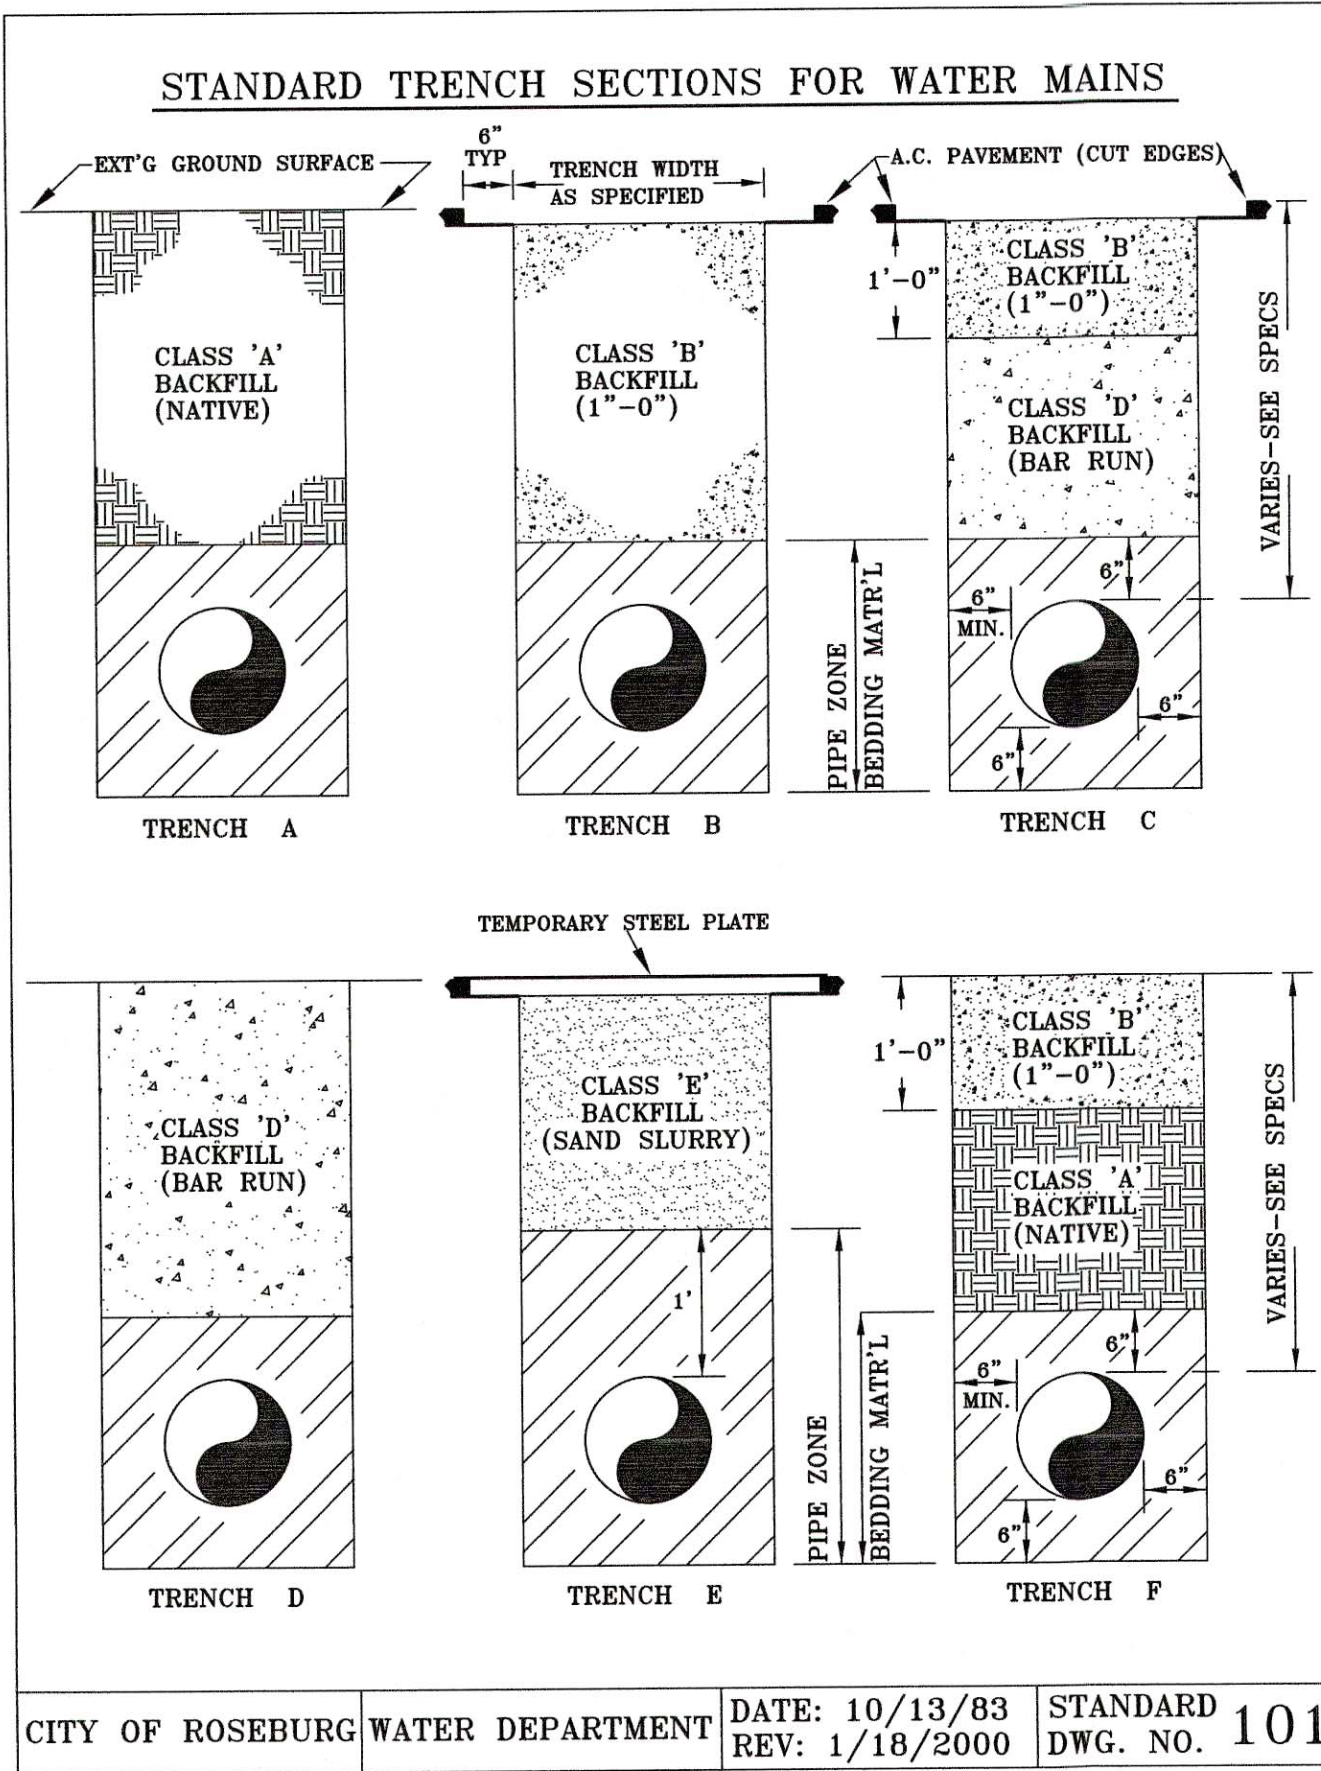 STANDARD TRENCH SECTIONS FOR WATER MAINS
EXT'G GROUND SURFACE
6"
TYP
TRENCH WIDTH
AS SPECIFIED
A.C. PAVEMENT (CUT EDGES)
CLASS 'A'
BACKFILL
(NATIVE)
TRENCH A
CLASS 'B'
BACKFILL
(1"-0")
PIPE ZONE
BEDDING MATR'L
TRENCH B
1'-0"
CLASS 'B'
BACKFILL
(1"-0")
CLASS 'D'
BACKFILL
(BAR RUN)
6"
6"
MIN.
6"
6"
VARIES-SEE SPECS
TRENCH C
CLASS 'D'
BACKFILL
(BAR RUN)
TRENCH D
TEMPORARY STEEL PLATE
CLASS 'E'
BACKFILL
(SAND SLURRY)
1'
PIPE ZONE
BEDDING MATR'L
TRENCH E
1'-0"
CLASS 'B'
BACKFILL
(1"-0")
CLASS 'A'
BACKFILL
(NATIVE)
6"
6"
MIN.
6"
6"
VARIES-SEE SPECS
TRENCH F
CITY OF ROSEBURG
WATER DEPARTMENT
DATE: 10/13/83
REV: 1/18/2000
STANDARD
DWG. NO. 101